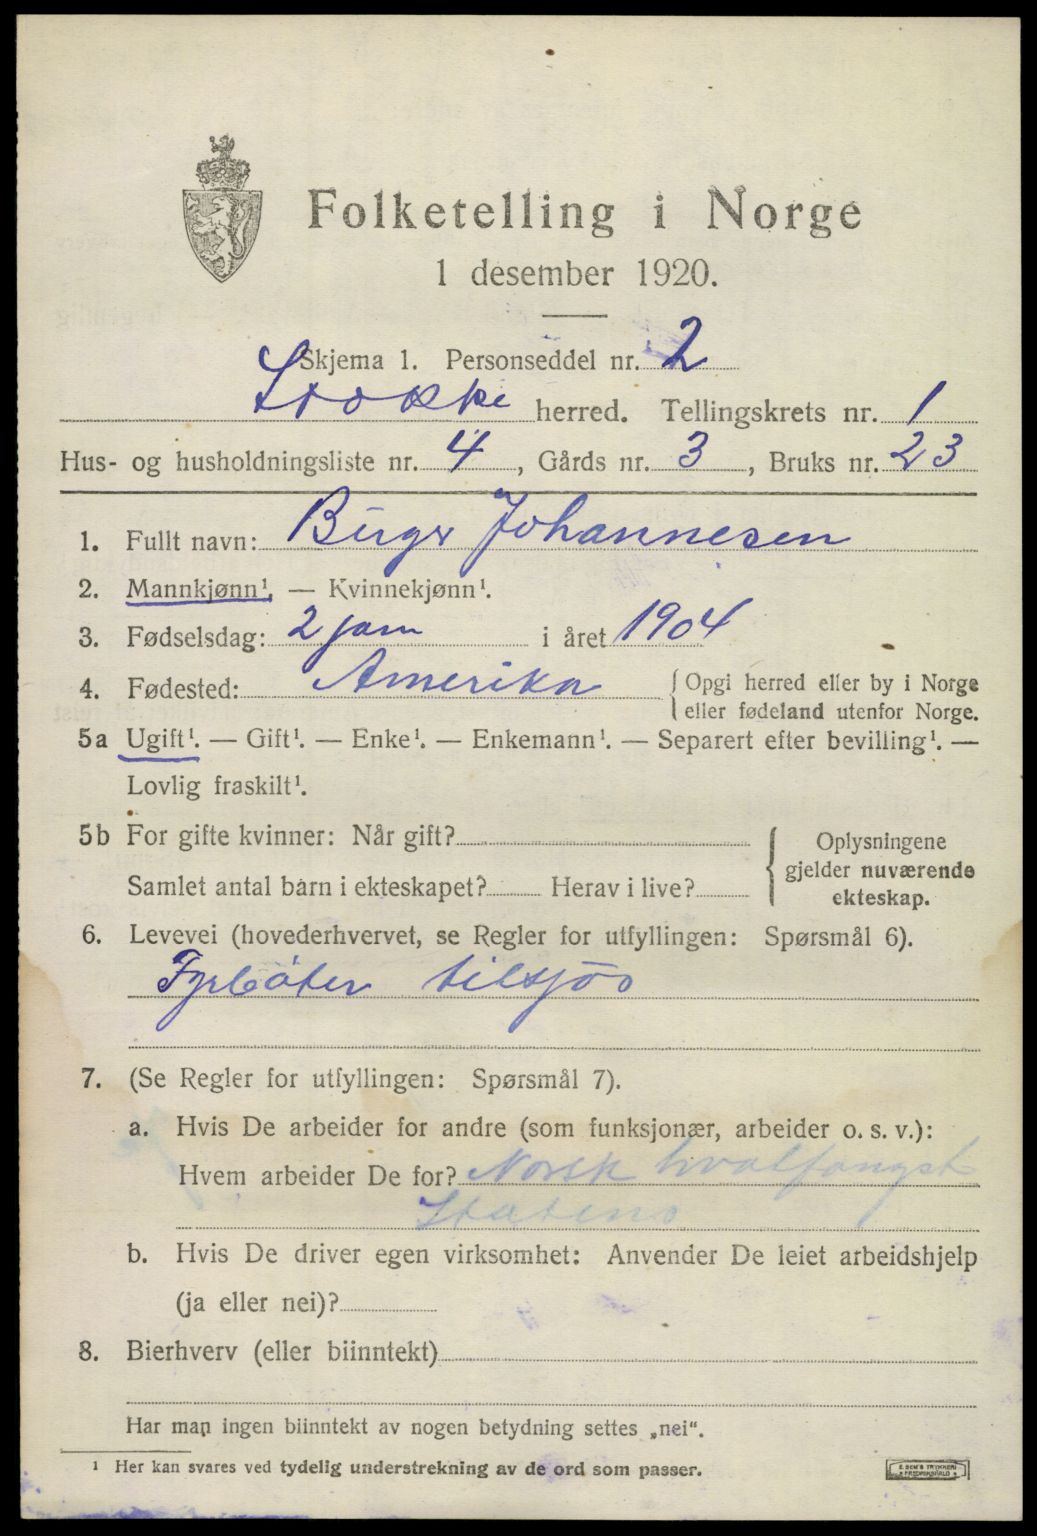 Folketelling i Norge
1 desember 1920.
Skjema 1. Personseddel nr. 2
Stokke herred. Tellingskrets nr. 1
Hus- og husholdningsliste nr. 4, Gårds nr. 3, Bruks nr. 23
1. Fullt navn: Birger Johannesen
2. Mannkjønn¹. — Kvinnekjønn¹.
3. Fødselsdag: 2 jan i året 1904
4. Fødested: Amerika {Opgi herred eller by i Norge
eller fødeland utenfor Norge.
5a Ugift¹. — Gift¹. — Enke¹. — Enkemann¹. — Separert efter bevilling¹. —
Lovlig fraskilt¹.
5b For gifte kvinner: Når gift?
Samlet antal barn i ekteskapet? Herav i live?
Oplysningene
gjelder nuværende
ekteskap.
6. Levevei (hovederhvervet, se Regler for utfyllingen: Spørsmål 6).
Fyrbøter tilsjøs
7. (Se Regler for utfyllingen: Spørsmål 7).
a. Hvis De arbeider for andre (som funksjonær, arbeider o. s. v.):
Hvem arbeider De for? Norsk hvalfangst
b. Hvis De driver egen virksomhet: Anvender De leiet arbeidshjelp
(ja eller nei)?
8. Bierhverv (eller biinntekt)
Har man ingen biinntekt av nogen betydning settes „nei“.
¹ Her kan svares ved tydelig understrekning av de ord som passer.